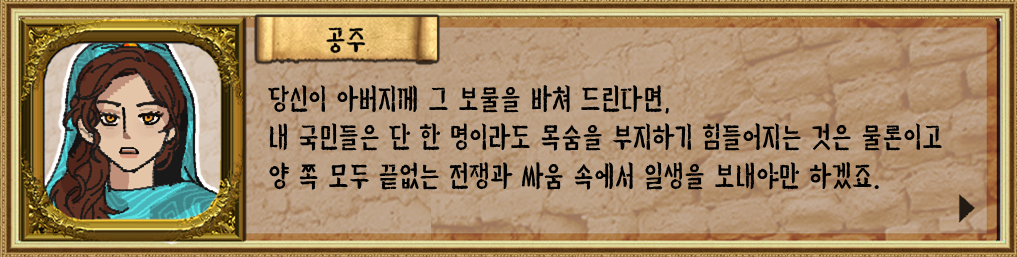 공주
당신이 아버지께 그 보물을 바쳐 드린다면,
내 국민들은 단 한 명이라도 목숨을 부지하기 힘들어지는 것은 물론이고
양 쪽 모두 끝없는 전쟁과 싸움 속에서 일생을 보내야만 하겠죠.